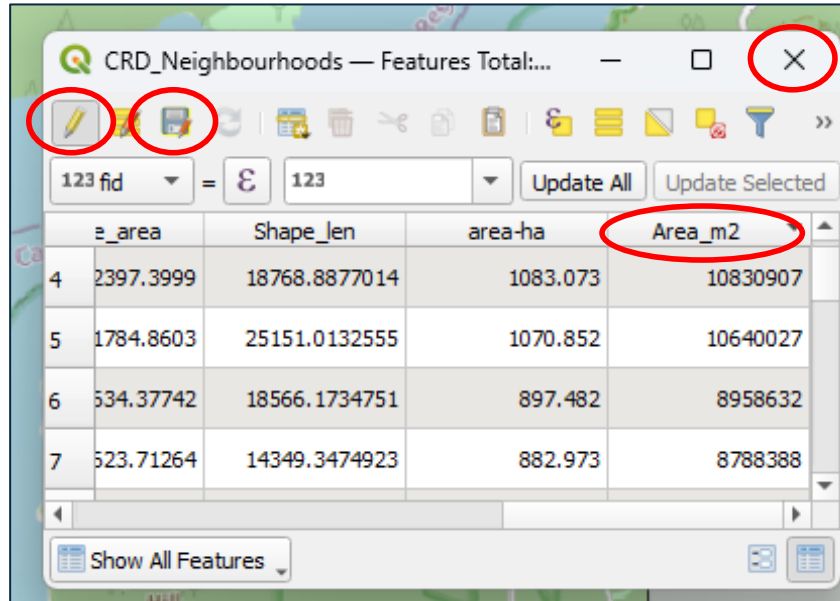 CRD_Neighbourhoods — Features Total:...
123 fid = ε 123 Update All Update Selected
e_area Shape_len area-ha Area_m2
4 2397.3999 18768.8877014 1083.073 10830907
5 1784.8603 25151.0132555 1070.852 10640027
6 534.37742 18566.1734751 897.482 8958632
7 523.71264 14349.3474923 882.973 8788388
Show All Features